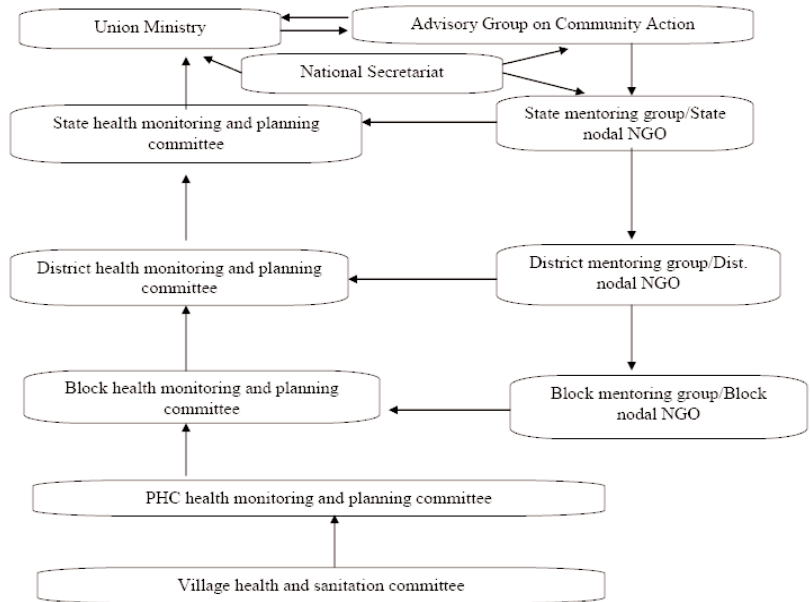 Union Ministry
Advisory Group on Community Action
National Secretariat
State health monitoring and planning
committee
State mentoring group/State
nodal NGO
District health monitoring and planning
committee
District mentoring group/Dist.
nodal NGO
Block health monitoring and planning
committee
Block mentoring group/Block
nodal NGO
PHC health monitoring and planning committee
Village health and sanitation committee